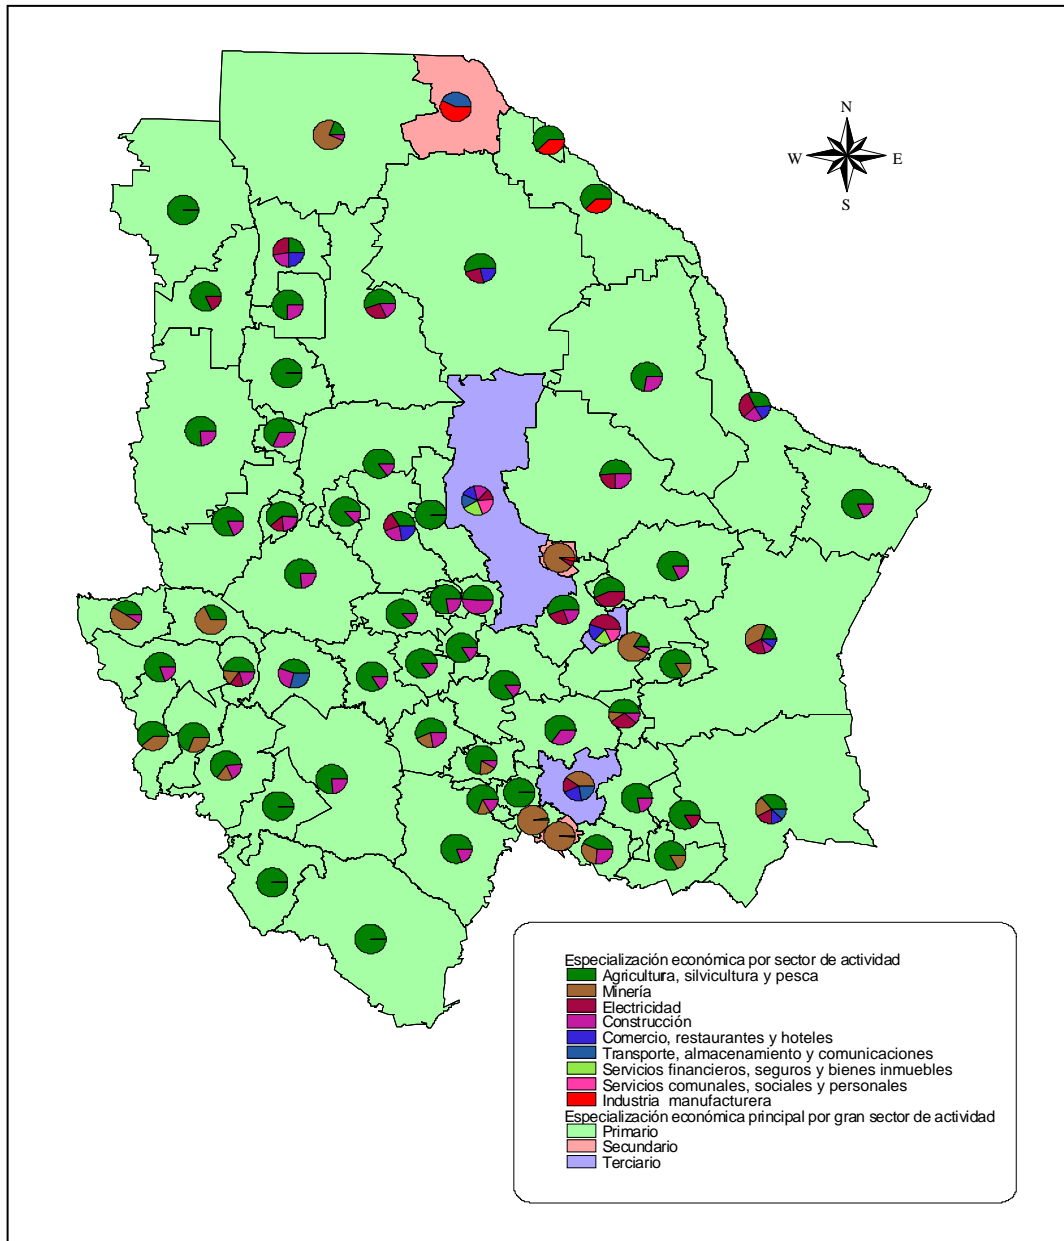 N
W
E
S
Especialización económica por sector de actividad
Agricultura, silvicultura y pesca
Minería
Electricidad
Construcción
Comercio, restaurantes y hoteles
Transporte, almacenamiento y comunicaciones
Servicios financieros, seguros y bienes inmuebles
Servicios comunales, sociales y personales
Industria manufacturera
Especialización económica principal por gran sector de actividad
Primario
Secundario
Terciario